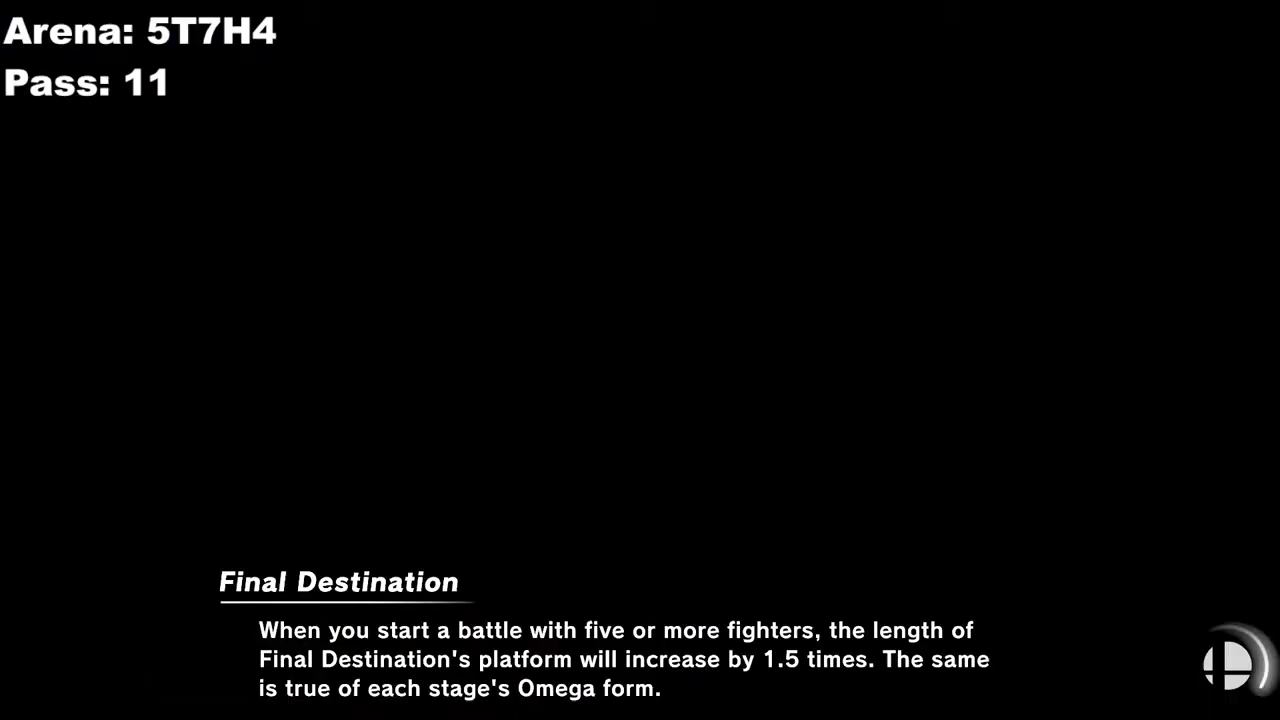 Arena: 5T7H4
Pass: 11
Final Destination
When you start a battle with five or more fighters, the length of
Final Destination's platform will increase by 1.5 times. The same
is true of each stage's Omega form.